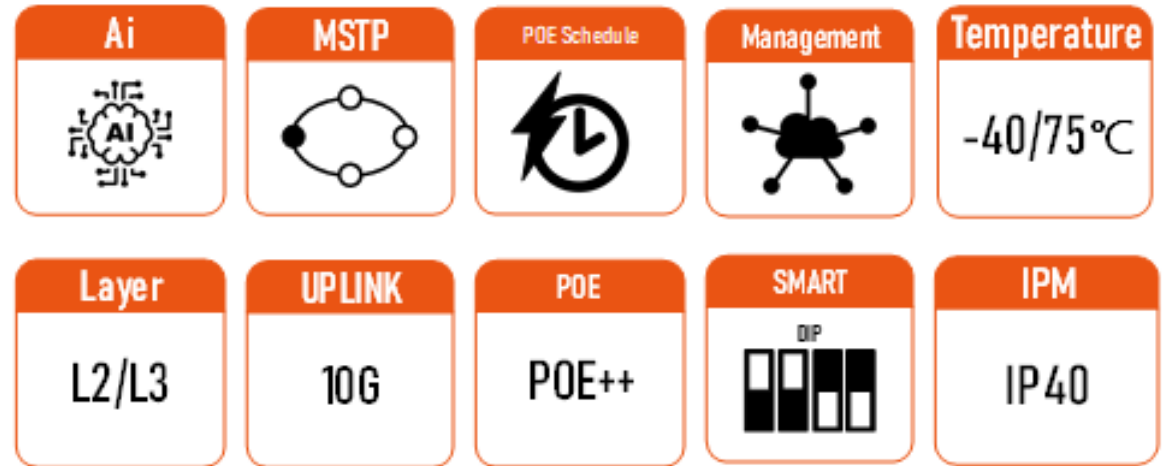 Ai
MSTP
POE Schedule
Management
Temperature
AI
-40/75℃
Layer
UPLINK
POE
SMART
IPM
L2/L3
10G
POE++
DIP
IP40